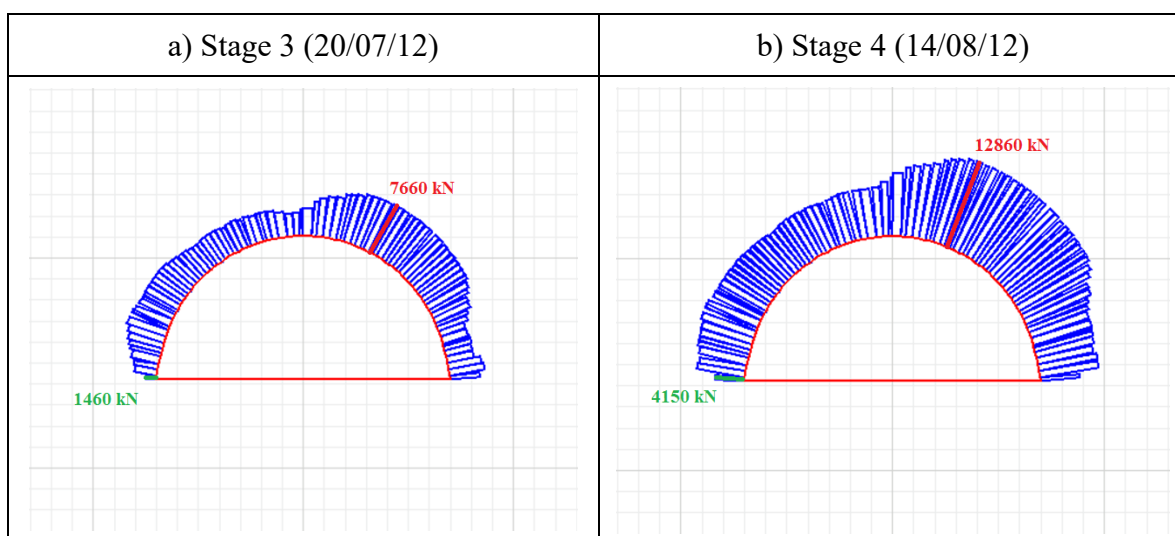 a) Stage 3 (20/07/12)
b) Stage 4 (14/08/12)
7660 kN
1460 kN
12860 kN
4150 kN